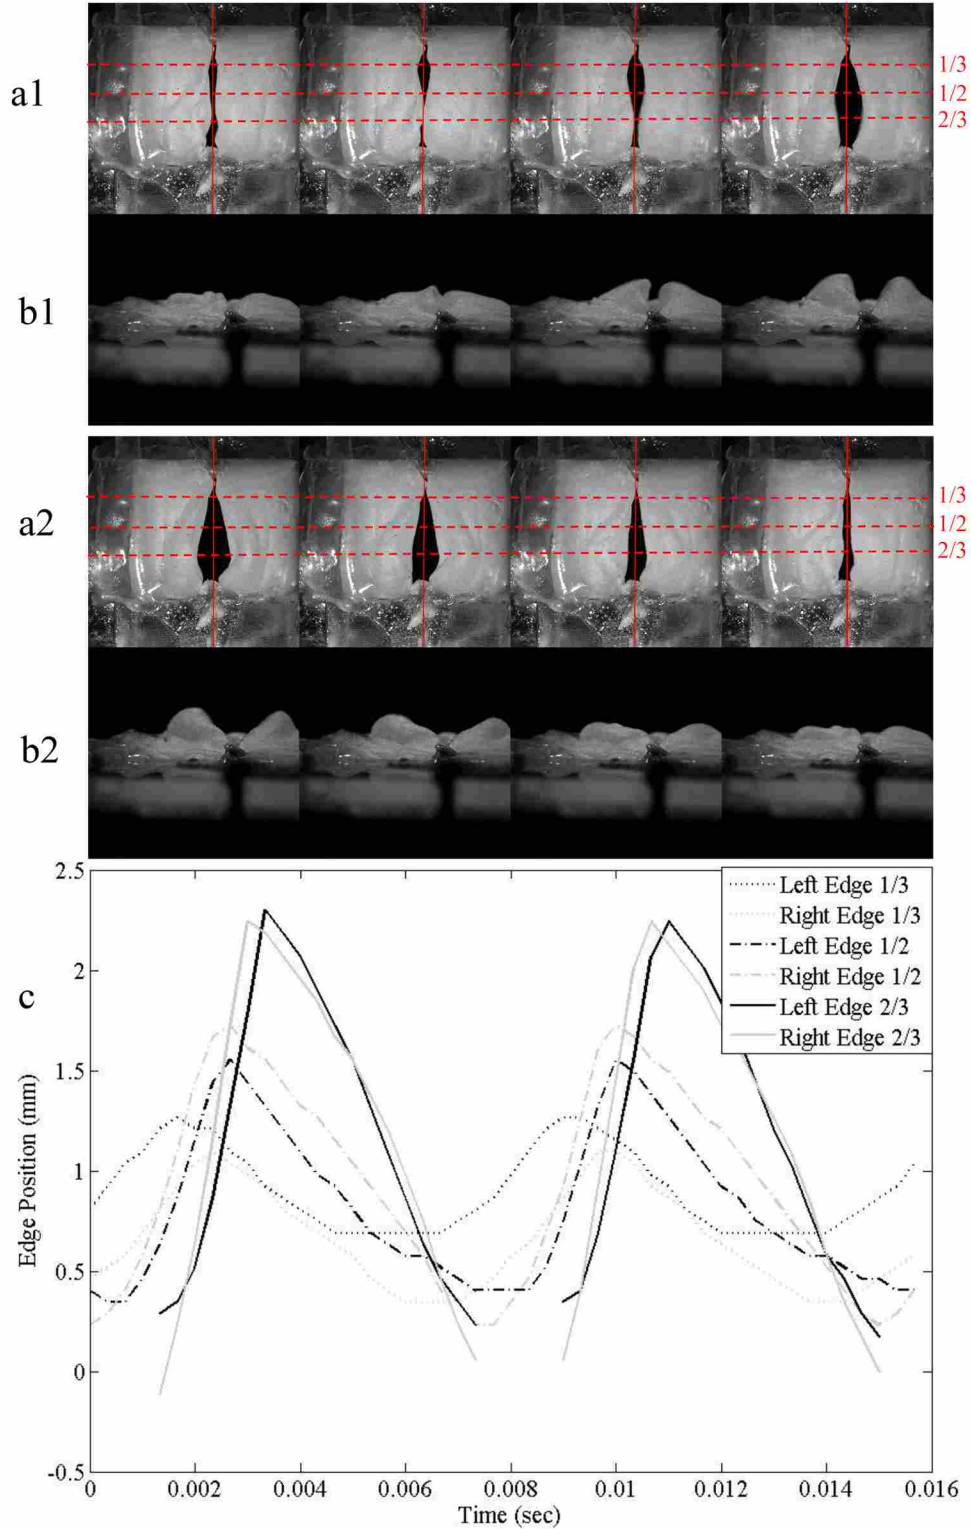 a1
1/3
1/2
2/3
b1
a2
1/3
1/2
2/3
b2
c
2.5
2
1.5
1
0.5
0
-0.5
Edge Position (mm)
Left Edge 1/3
Right Edge 1/3
Left Edge 1/2
Right Edge 1/2
Left Edge 2/3
Right Edge 2/3
0 0.002 0.004 0.006 0.008 0.01 0.012 0.014 0.016
Time (sec)